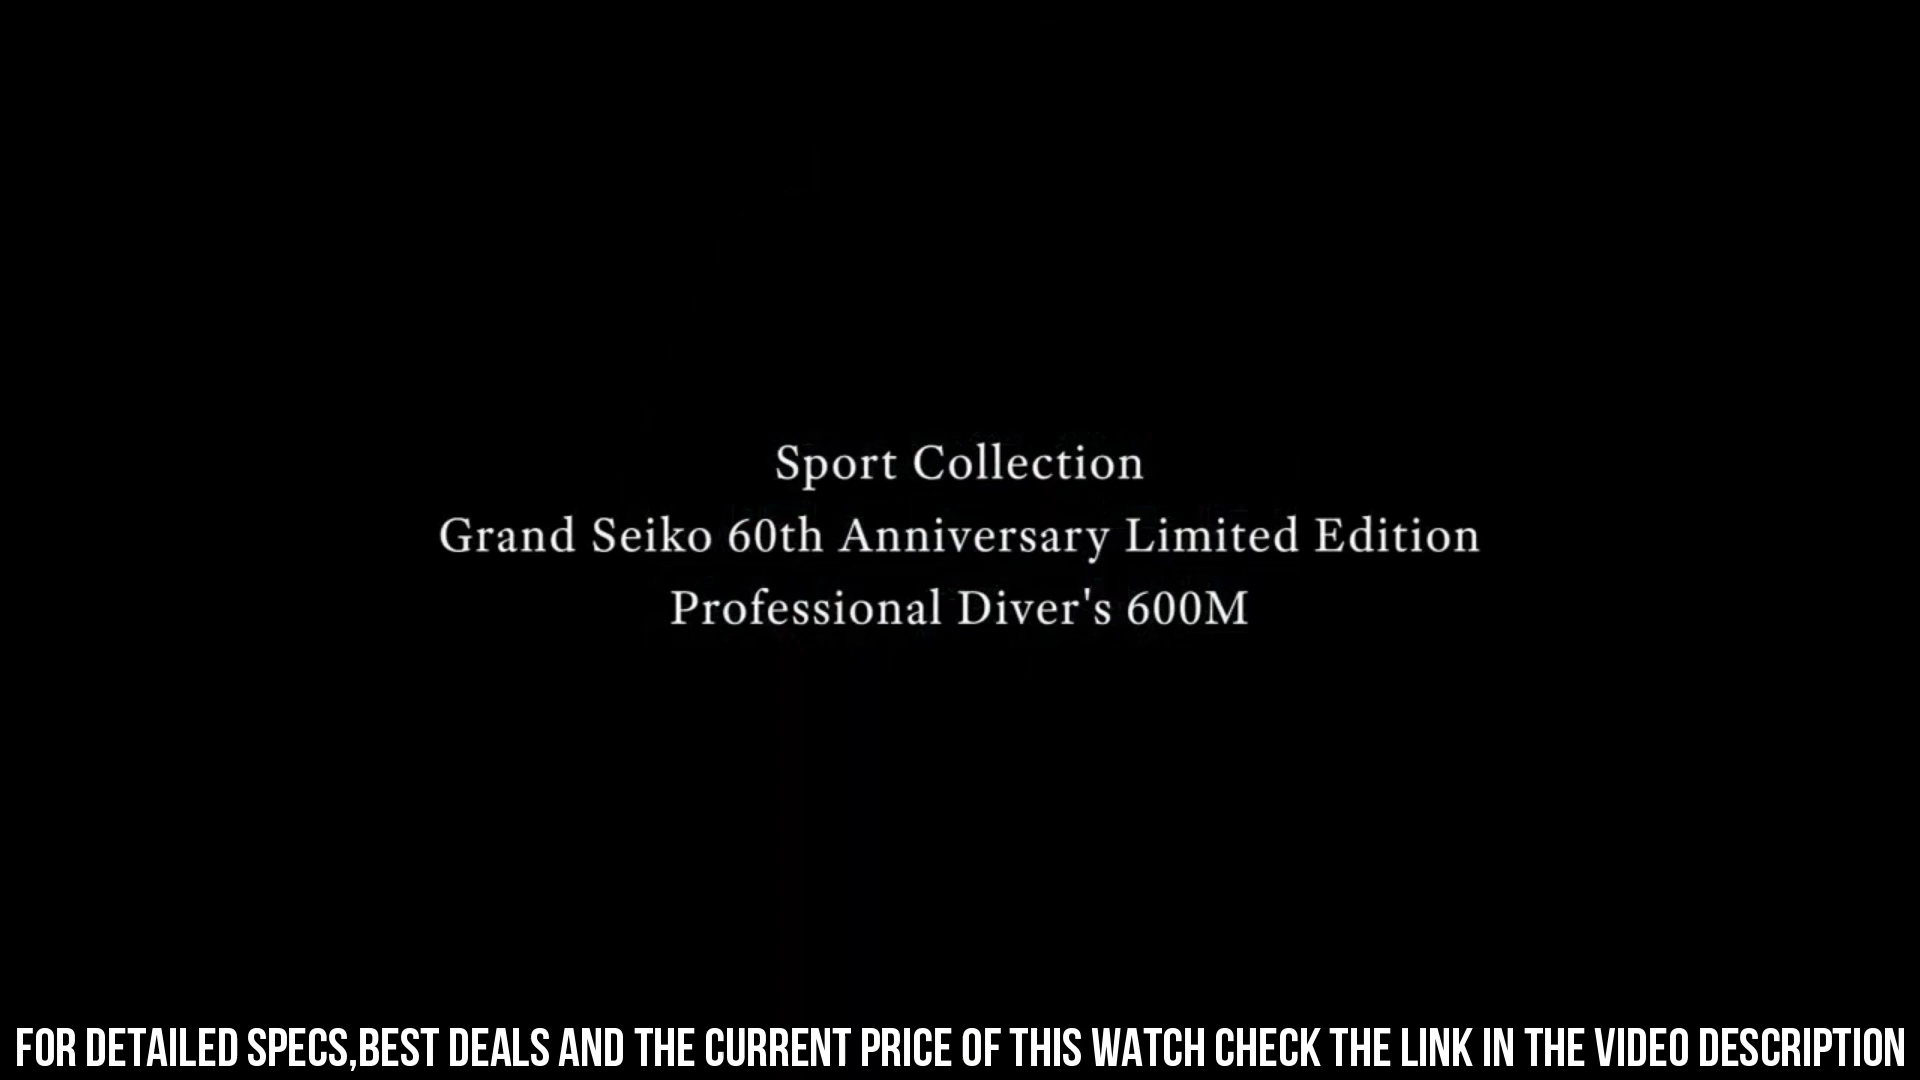 Sport Collection
Grand Seiko 60th Anniversary Limited Edition
Professional Diver's 600M
FOR DETAILED SPECS,BEST DEALS AND THE CURRENT PRICE OF THIS WATCH CHECK THE LINK IN THE VIDEO DESCRIPTION